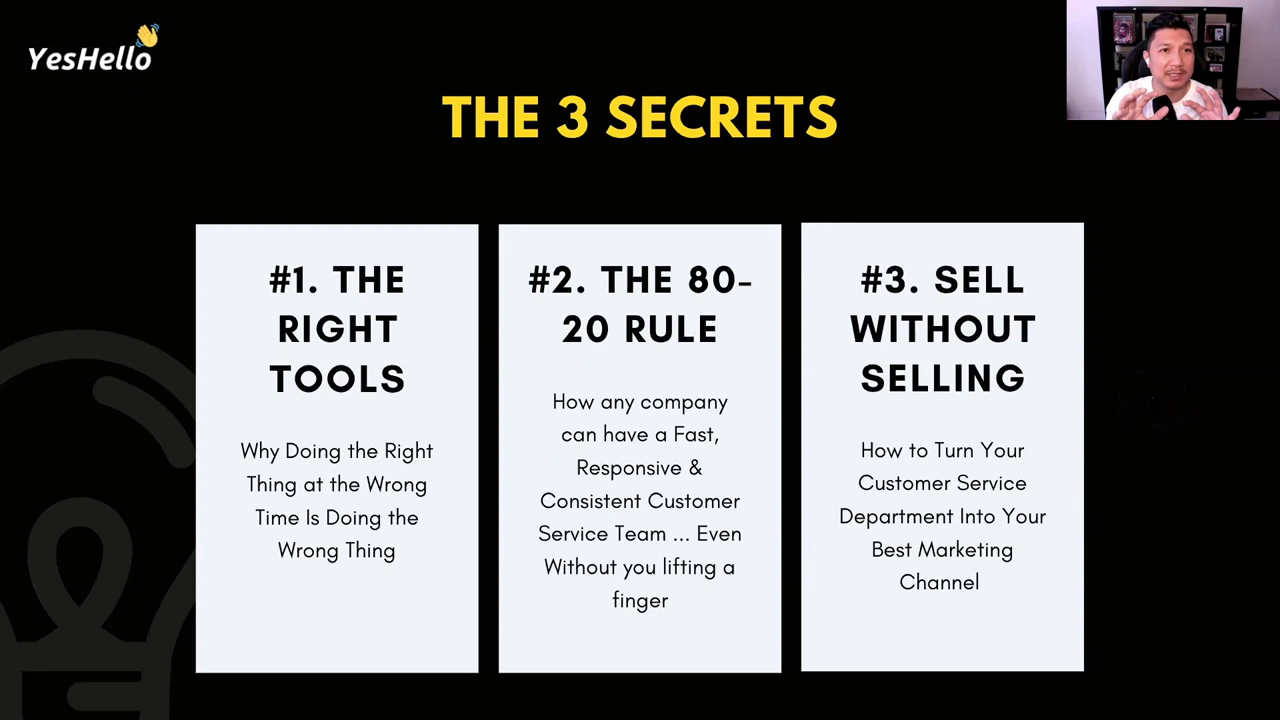 YesHello
THE 3 SECRETS
#1. THE
RIGHT
TOOLS
Why Doing the Right
Thing at the Wrong
Time Is Doing the
Wrong Thing
#2. THE 80-
20 RULE
How any company
can have a Fast,
Responsive &
Consistent Customer
Service Team ... Even
Without you lifting a
finger
#3. SELL
WITHOUT
SELLING
How to Turn Your
Customer Service
Department Into Your
Best Marketing
Channel